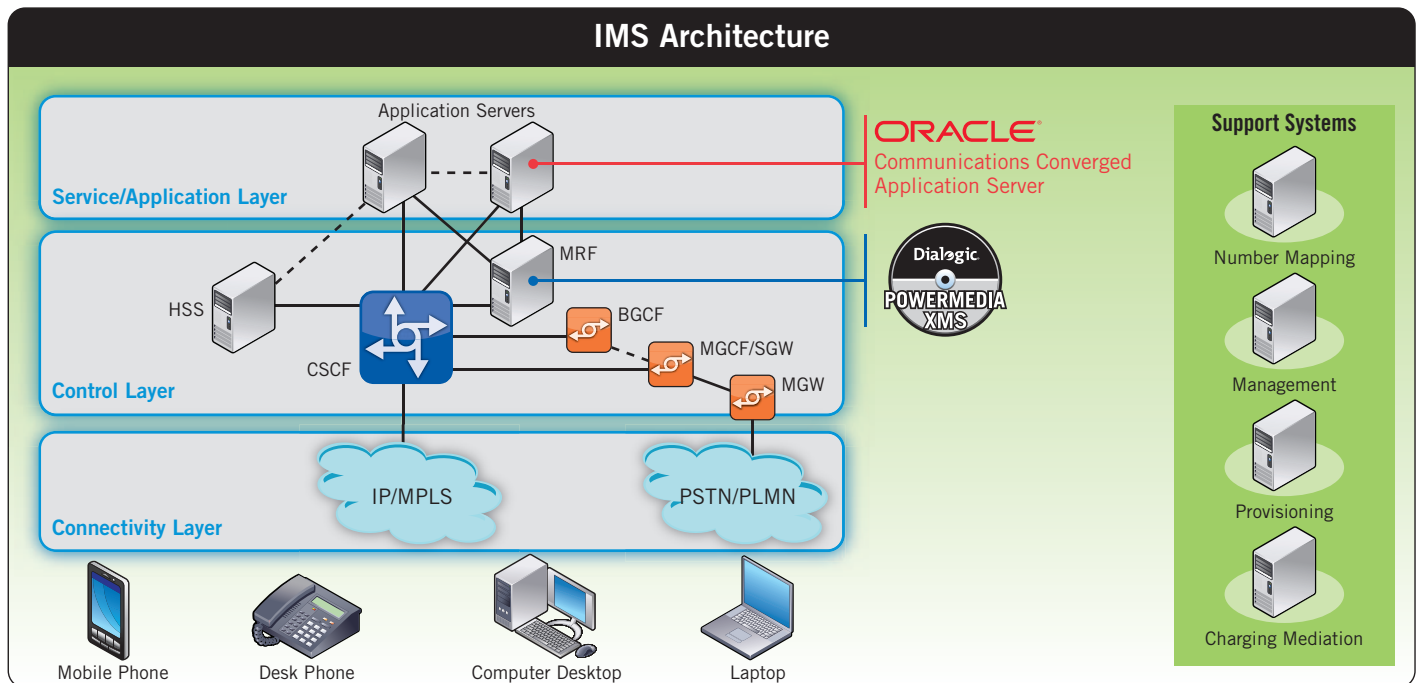 IMS Architecture
Application Servers
Service/Application Layer
ORACLE®
Communications Converged
Application Server
MRF
HSS
Dialogic
POWERMEDIA
XMS
BGCF
MGCF/SGW
CSCF
MGW
Control Layer
IP/MPLS
PSTN/PLMN
Connectivity Layer
Mobile Phone
Desk Phone
Computer Desktop
Laptop
Support Systems
Number Mapping
Management
Provisioning
Charging Mediation